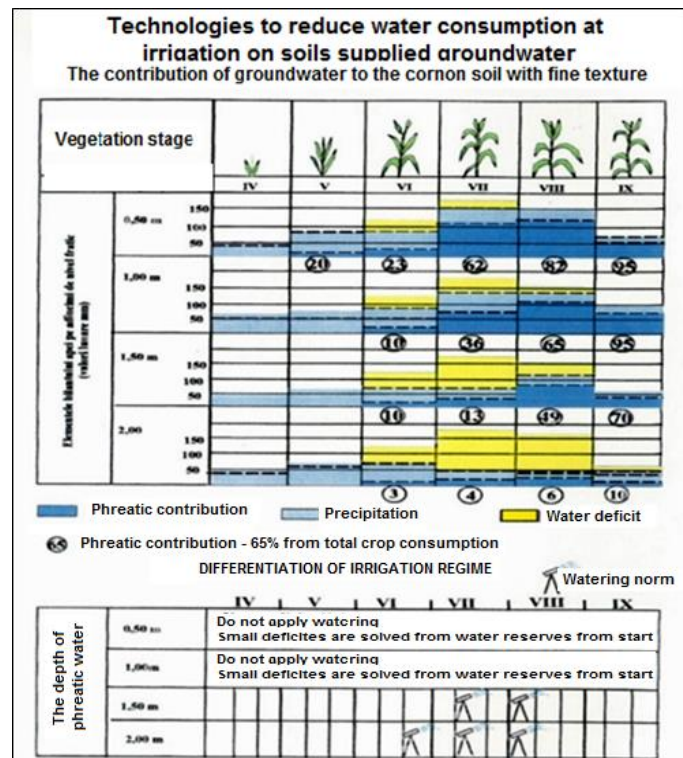 Technologies to reduce water consumption at
irrigation on soils supplied groundwater
The contribution of groundwater to the cornon soil with fine texture
Vegetation stage
IV V VI VII VIII IX
0,50 m
150
100
50
20 23 62 87 95
1,00 m
150
100
50
10 36 65 95
1,50 m
150
100
50
10 13 49 70
2,00
150
100
50
3 4 6 10
Phreatic contribution Precipitation Water deficit
65 Phreatic contribution - 65% from total crop consumption
DIFFERENTIATION OF IRRIGATION REGIME
Watering norm
IV V VI VII VIII IX
The depth of
phreatic water
0,50 m
Do not apply watering
Small deficites are solved from water reserves from start
1,00m
Do not apply watering
Small deficites are solved from water reserves from start
1,50 m
2,00 m